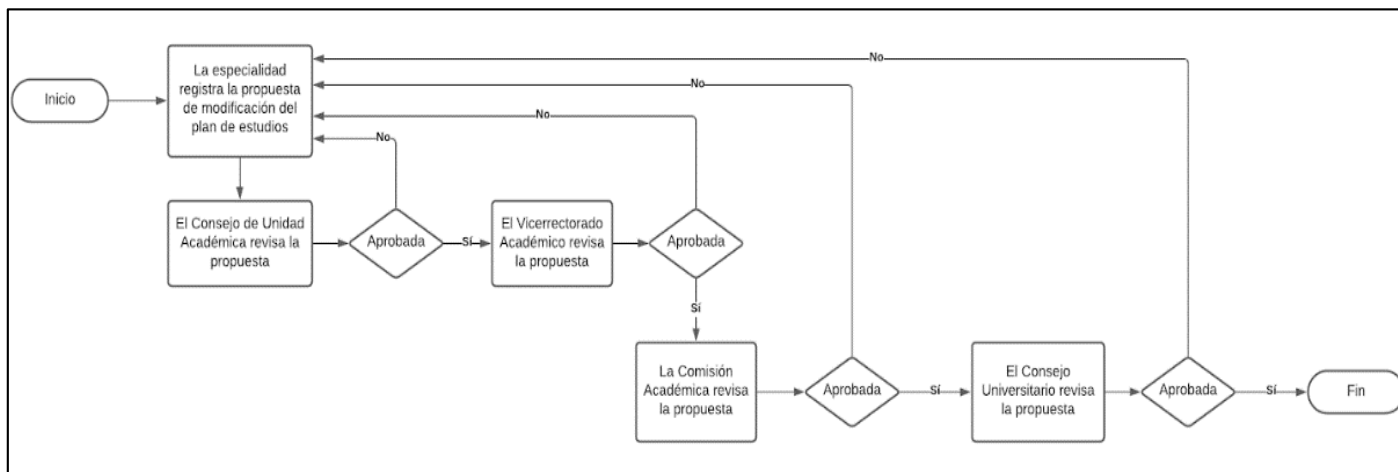 Inicio
La especialidad
registra la propuesta
de modificación del
plan de estudios
No
No
No
No
El Consejo de Unidad
Académica revisa la
propuesta
Aprobada
Sí
El Vicerrectorado
Académico revisa
la propuesta
Aprobada
Sí
La Comisión
Académica revisa
la propuesta
Aprobada
Sí
El Consejo
Universitario revisa
la propuesta
Aprobada
Sí
Fin